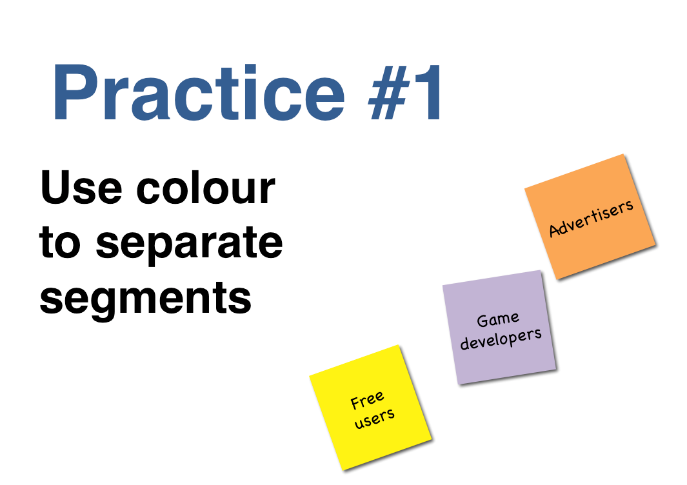 Practice #1
Use colour
to separate
segments
Advertisers
Game
developers
Free
users